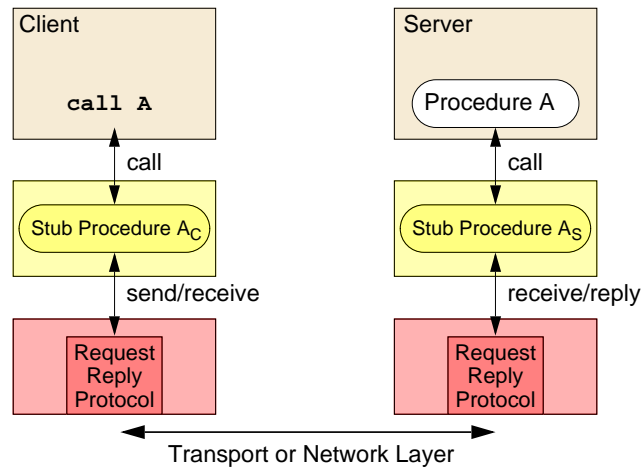 Client
Server
call A
Procedure A
call
call
Stub Procedure AC
Stub Procedure AS
send/receive
receive/reply
Request
Reply
Protocol
Request
Reply
Protocol
Transport or Network Layer